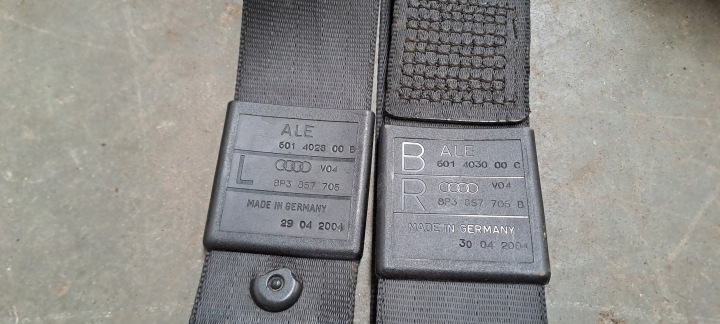 ALE
601 4028 00 B
L
V04
8P3 857 705
MADE IN GERMANY
29 04 2004
B
ALE
601 4030 00 C
R
V04
8P3 857 705 B
MADE IN GERMANY
30 04 2004